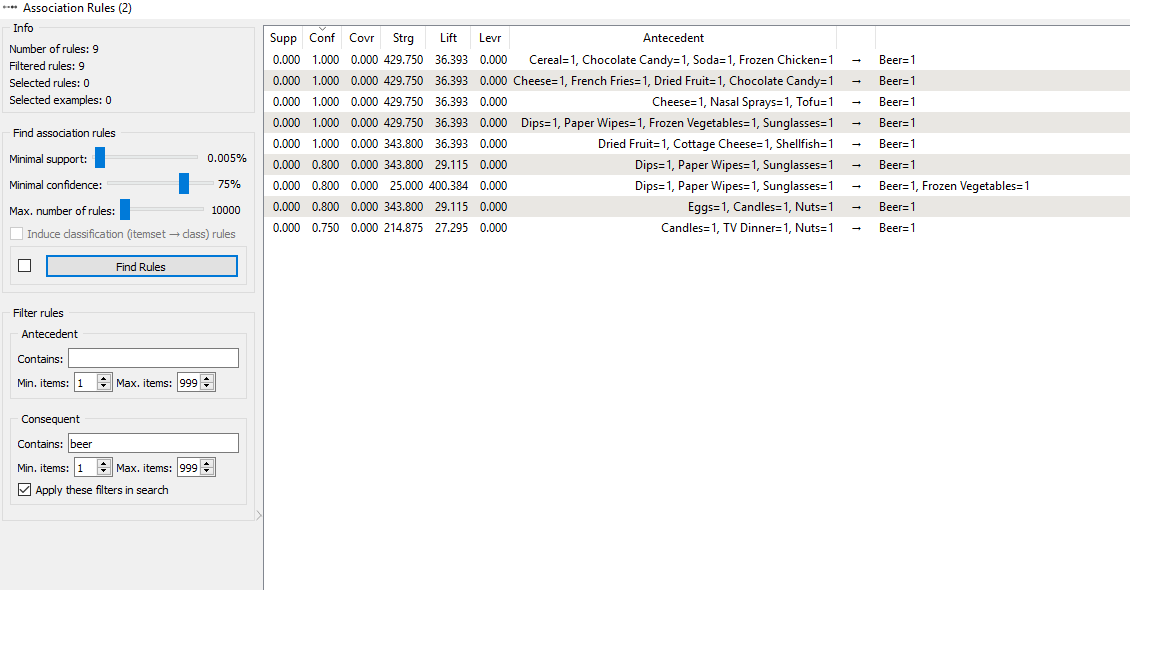 Association Rules (2)
Info
Number of rules: 9
Filtered rules: 9
Selected rules: 0
Selected examples: 0
Find association rules
Minimal support: 0.005%
Minimal confidence: 75%
Max. number of rules: 10000
Induce classification (itemset → class) rules
Find Rules
Filter rules
Antecedent
Contains:
Min. items: 1 Max. items: 999
Consequent
Contains: beer
Min. items: 1 Max. items: 999
Apply these filters in search
Supp Conf Covr Strg Lift Levr Antecedent
0.000 1.000 0.000 429.750 36.393 0.000 Cereal=1, Chocolate Candy=1, Soda=1, Frozen Chicken=1 → Beer=1
0.000 1.000 0.000 429.750 36.393 0.000 Cheese=1, French Fries=1, Dried Fruit=1, Chocolate Candy=1 → Beer=1
0.000 1.000 0.000 429.750 36.393 0.000 Cheese=1, Nasal Sprays=1, Tofu=1 → Beer=1
0.000 1.000 0.000 429.750 36.393 0.000 Dips=1, Paper Wipes=1, Frozen Vegetables=1, Sunglasses=1 → Beer=1
0.000 1.000 0.000 343.800 36.393 0.000 Dried Fruit=1, Cottage Cheese=1, Shellfish=1 → Beer=1
0.000 0.800 0.000 343.800 29.115 0.000 Dips=1, Paper Wipes=1, Sunglasses=1 → Beer=1
0.000 0.800 0.000 25.000 400.384 0.000 Dips=1, Paper Wipes=1, Sunglasses=1 → Beer=1, Frozen Vegetables=1
0.000 0.800 0.000 343.800 29.115 0.000 Eggs=1, Candles=1, Nuts=1 → Beer=1
0.000 0.750 0.000 214.875 27.295 0.000 Candles=1, TV Dinner=1, Nuts=1 → Beer=1